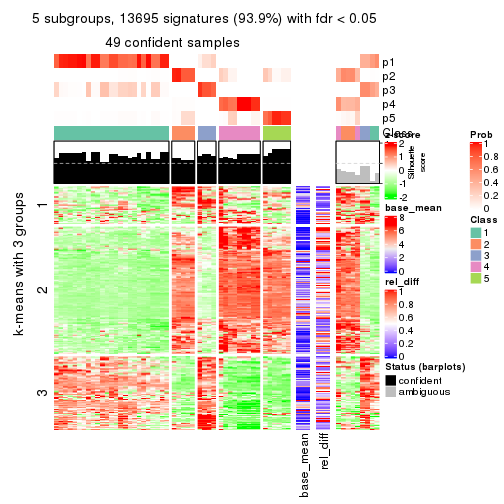 5 subgroups, 13695 signatures (93.9%) with fdr < 0.05
49 confident samples
p1
p2
p3
p4
p5
Class
z-score
2
1
0
-1
-2
Silhouette
score
base_mean
8
6
4
2
0
rel_diff
1
0.8
0.6
0.4
0.2
0
Status (barplots)
confident
ambiguous
Prob
1
0.8
0.6
0.4
0.2
0
Class
1
2
3
4
5
k-means with 3 groups
1
2
3
base_mean
rel_diff